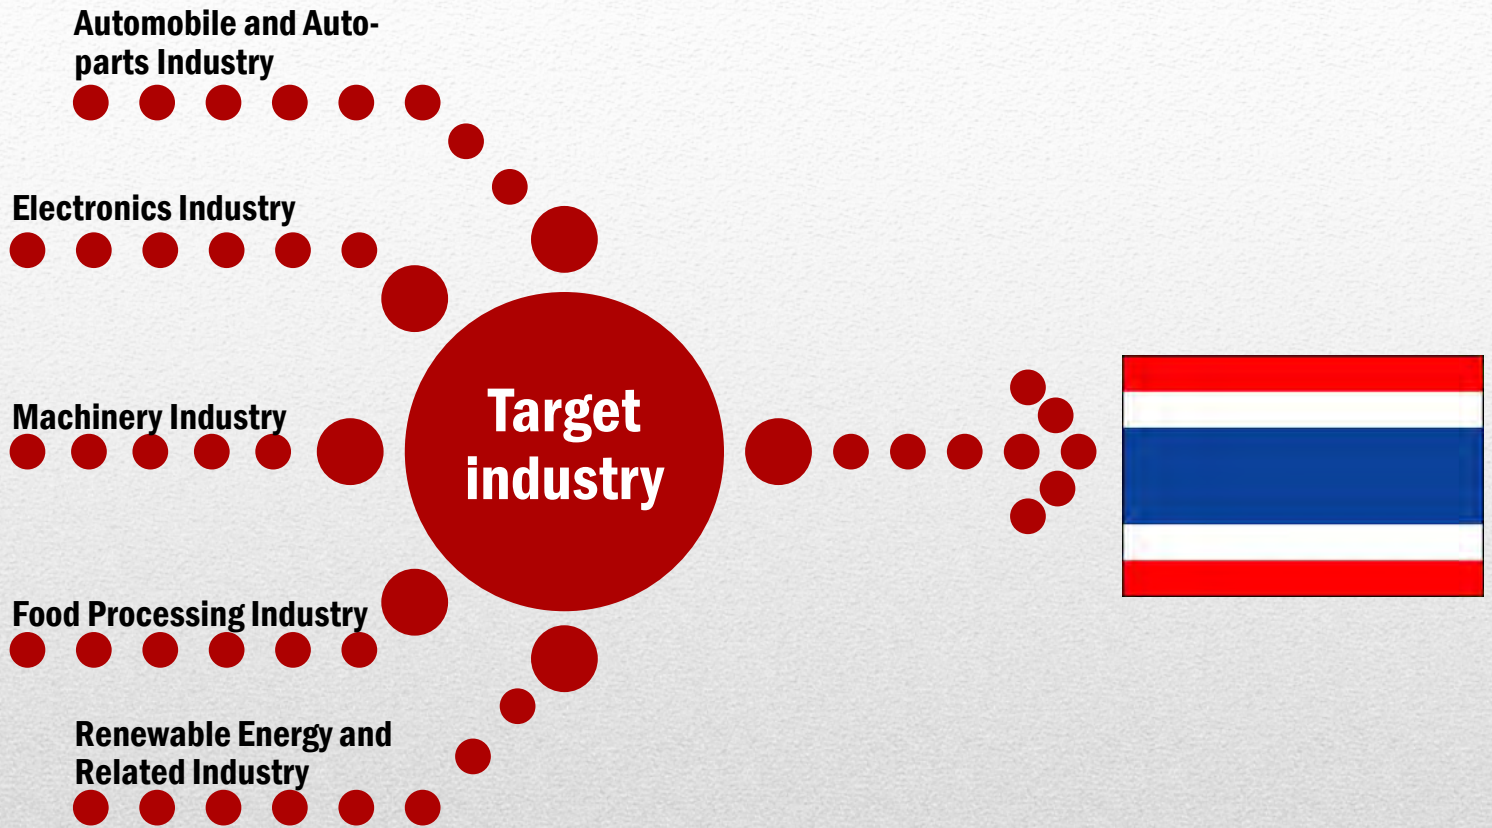 Automobile and Auto-
parts Industry
Electronics Industry
Machinery Industry
Target
industry
Food Processing Industry
Renewable Energy and
Related Industry